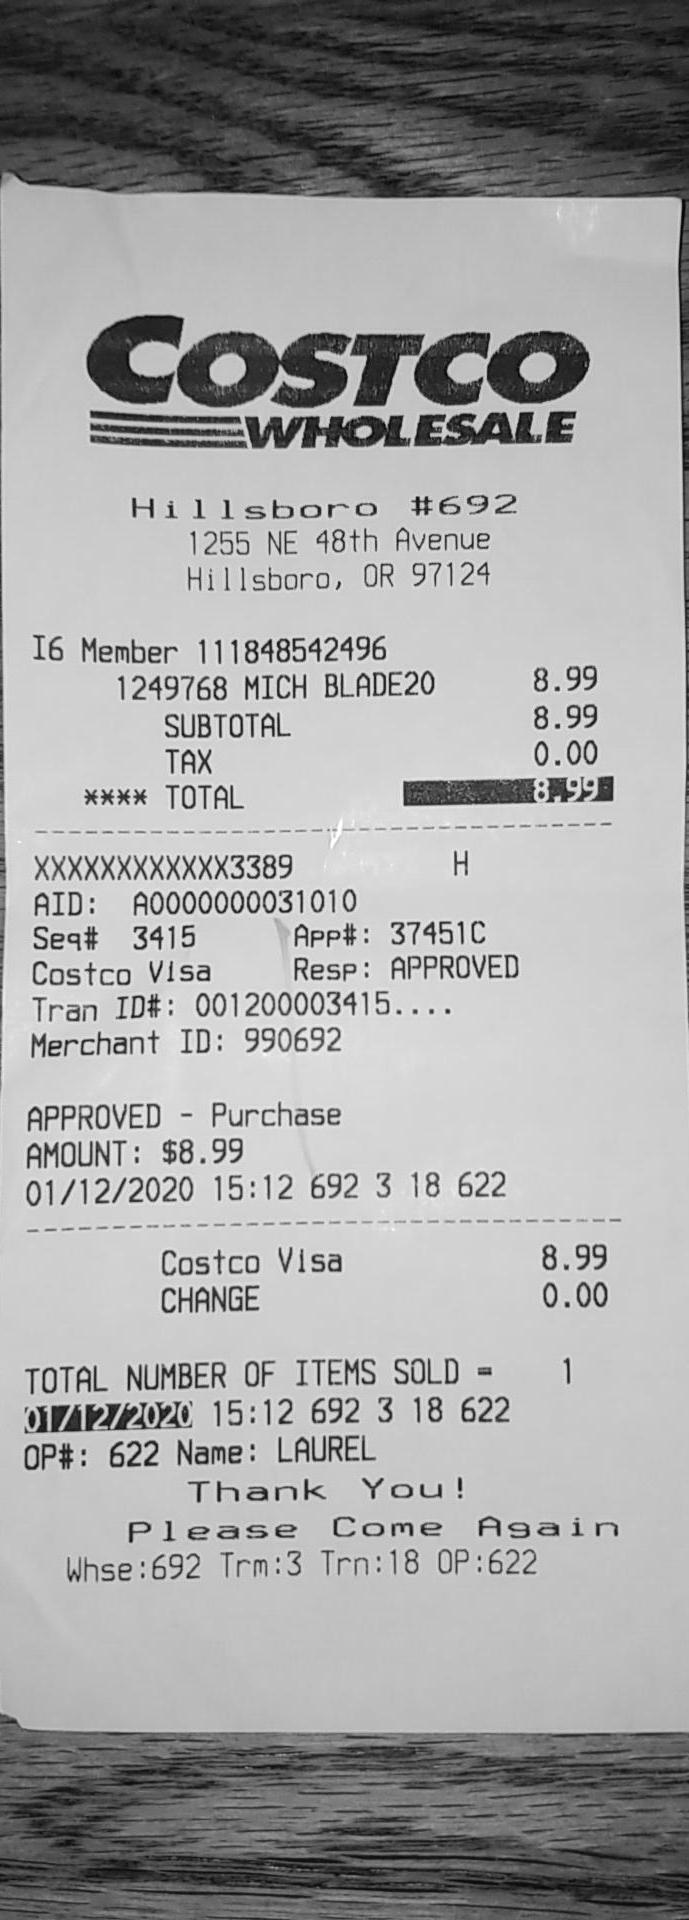 COSTCO
WHOLESALE
Hillsboro #692
1255 NE 48th Avenue
Hillsboro, OR 97124
I6 Member 111848542496
1249768 MICH BLADE20 8.99
SUBTOTAL 8.99
TAX 0.00
**** TOTAL 8.99
XXXXXXXXXXXX3389 H
AID: A0000000031010
Seq# 3415 App#: 37451C
Costco Visa Resp: APPROVED
Tran ID#: 001200003415....
Merchant ID: 990692
APPROVED - Purchase
AMOUNT: $8.99
01/12/2020 15:12 692 3 18 622
Costco Visa 8.99
CHANGE 0.00
TOTAL NUMBER OF ITEMS SOLD = 1
01/12/2020 15:12 692 3 18 622
OP#: 622 Name: LAUREL
Thank You!
Please Come Again
Whse:692 Trm:3 Trn:18 OP:622